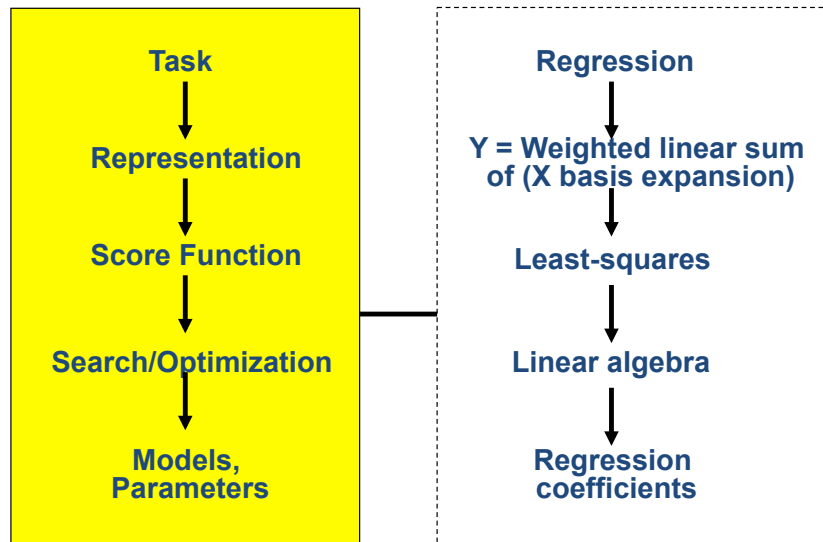 Task
Representation
Score Function
Search/Optimization
Models,
Parameters
Regression
Y = Weighted linear sum
of (X basis expansion)
Least-squares
Linear algebra
Regression
coefficients